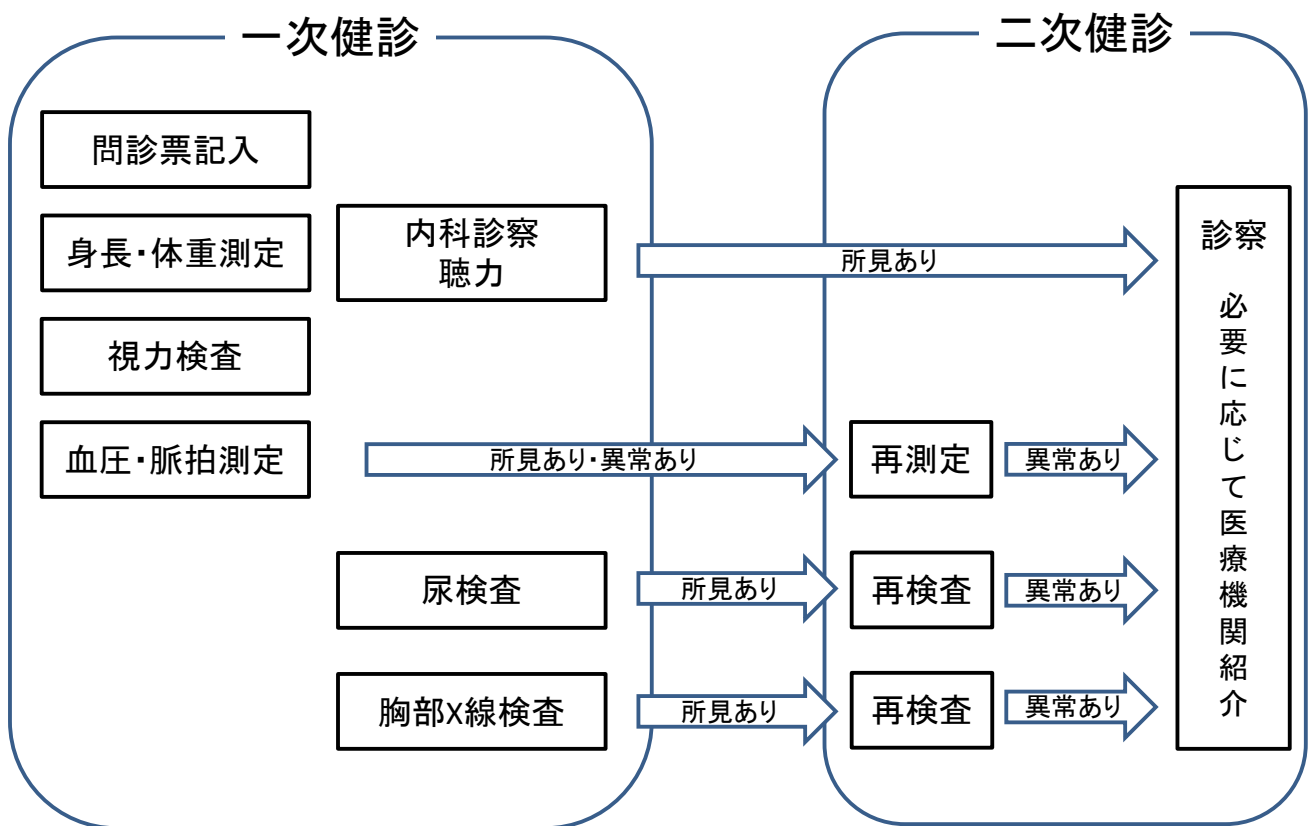 一次健診
問診票記入
身長・体重測定
視力検査
血圧・脈拍測定
内科診察
聴力
尿検査
胸部X線検査
所見あり
所見あり・異常あり
所見あり
所見あり
二次健診
再測定
再検査
再検査
異常あり
異常あり
異常あり
診察
必要に応じて医療機関紹介